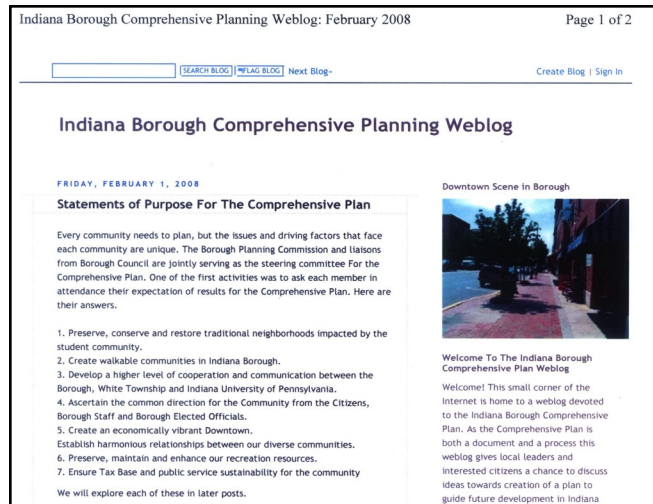 Indiana Borough Comprehensive Planning Weblog: February 2008 Page 1 of 2
SEARCH BLOG FLAG BLOG Next Blog»
Create Blog | Sign In
Indiana Borough Comprehensive Planning Weblog
FRIDAY, FEBRUARY 1, 2008
Statements of Purpose For The Comprehensive Plan
Every community needs to plan, but the issues and driving factors that face
each community are unique. The Borough Planning Commission and liaisons
from Borough Council are jointly serving as the steering committee For the
Comprehensive Plan. One of the first activities was to ask each member in
attendance their expectation of results for the Comprehensive Plan. Here are
their answers.
1. Preserve, conserve and restore traditional neighborhoods impacted by the
student community.
2. Create walkable communities in Indiana Borough.
3. Develop a higher level of cooperation and communication between the
Borough, White Township and Indiana University of Pennsylvania.
4. Ascertain the common direction for the Community from the Citizens,
Borough Staff and Borough Elected Officials.
5. Create an economically vibrant Downtown.
Establish harmonious relationships between our diverse communities.
6. Preserve, maintain and enhance our recreation resources.
7. Ensure Tax Base and public service sustainability for the community
We will explore each of these in later posts.
Downtown Scene in Borough
Welcome To The Indiana Borough
Comprehensive Plan Weblog
Welcome! This small corner of the
Internet is home to a weblog devoted
to the Indiana Borough Comprehensive
Plan. As the Comprehensive Plan is
both a document and a process this
weblog gives local leaders and
interested citizens a chance to discuss
ideas towards creation of a plan to
guide future development in Indiana